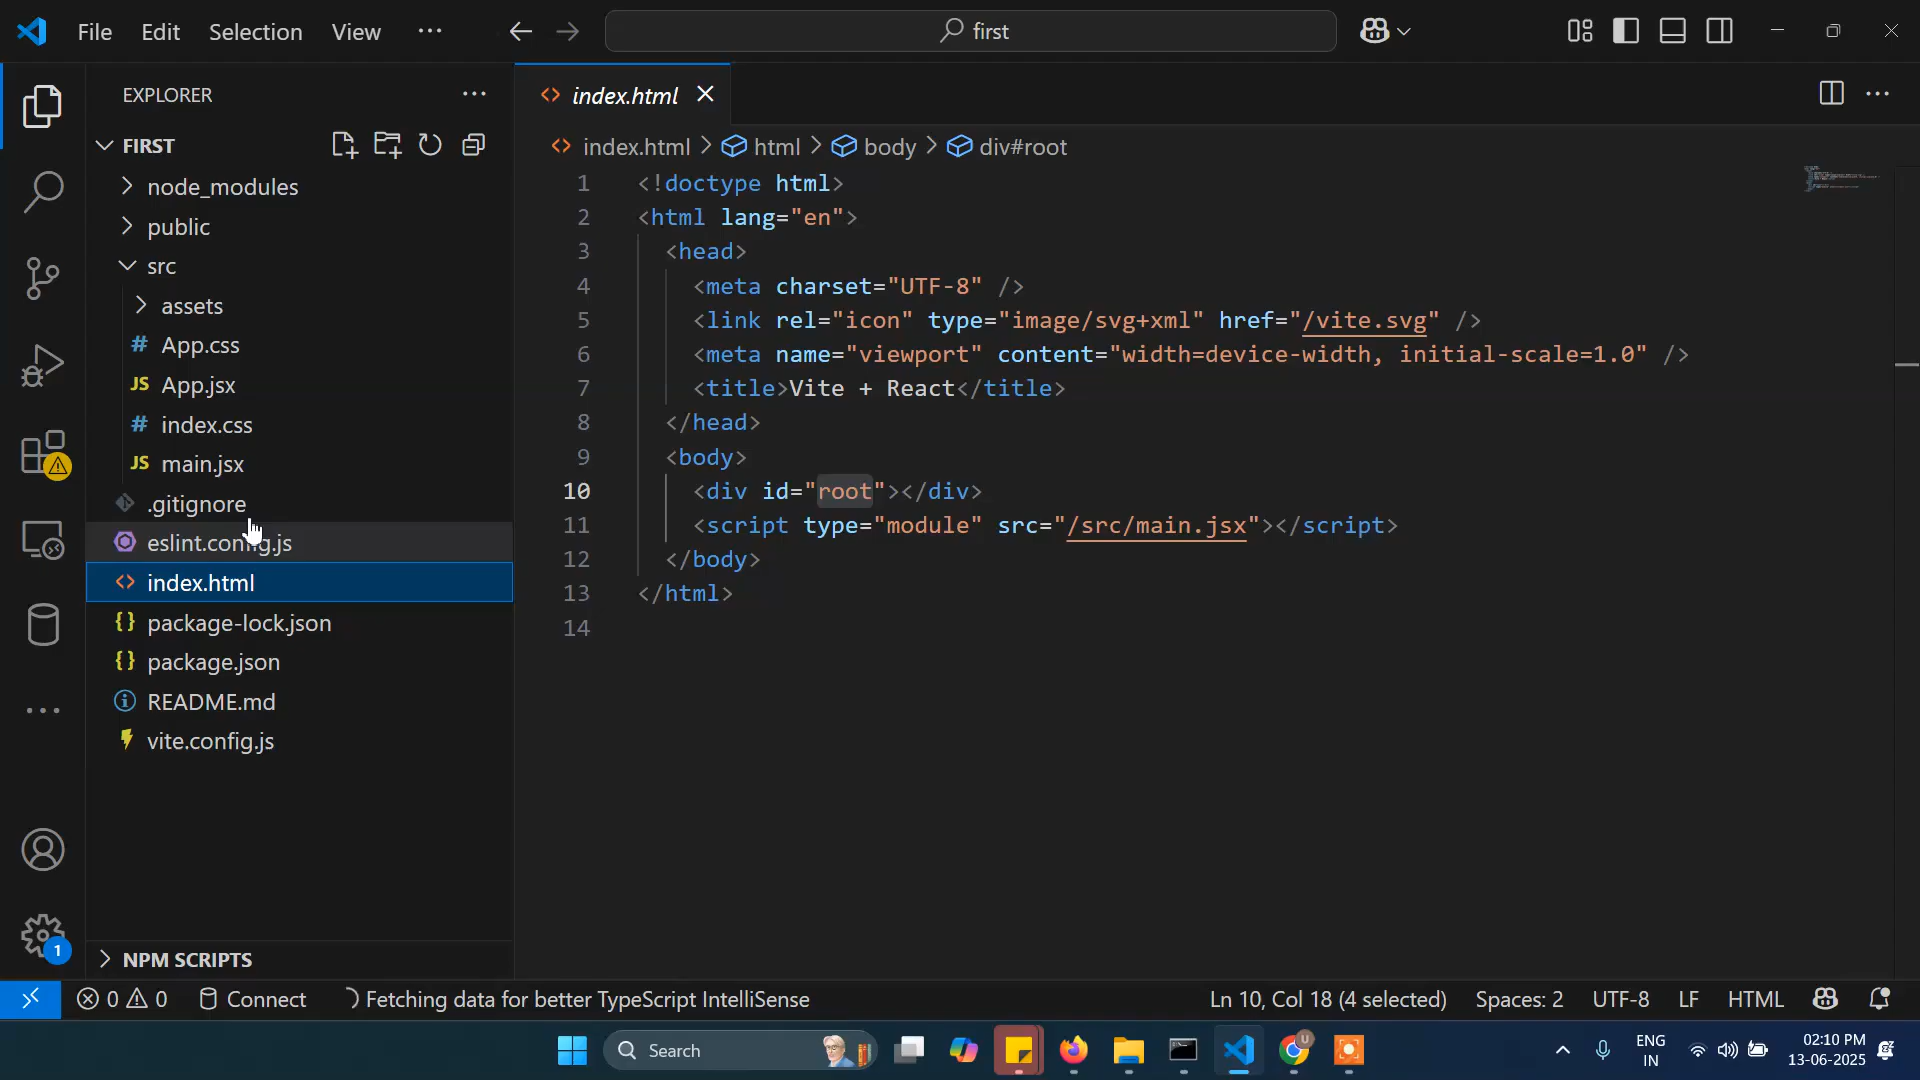 File Edit Selection View ··· first
EXPLORER
FIRST
node_modules
public
src
assets
# App.css
JS App.jsx
# index.css
JS main.jsx
.gitignore
eslint.config.js
<> index.html
{} package-lock.json
{} package.json
README.md
vite.config.js
NPM SCRIPTS
<> index.html
<> index.html > html > body > div#root
1 <!doctype html>
2 <html lang="en">
3 <head>
4 <meta charset="UTF-8" />
5 <link rel="icon" type="image/svg+xml" href="/vite.svg" />
6 <meta name="viewport" content="width=device-width, initial-scale=1.0" />
7 <title>Vite + React</title>
8 </head>
9 <body>
10 <div id="root"></div>
11 <script type="module" src="/src/main.jsx"></script>
12 </body>
13 </html>
14
1
0 0 Connect Fetching data for better TypeScript IntelliSense Ln 10, Col 18 (4 selected) Spaces: 2 UTF-8 LF HTML
Search
U
ENG
IN
02:10 PM
13-06-2025